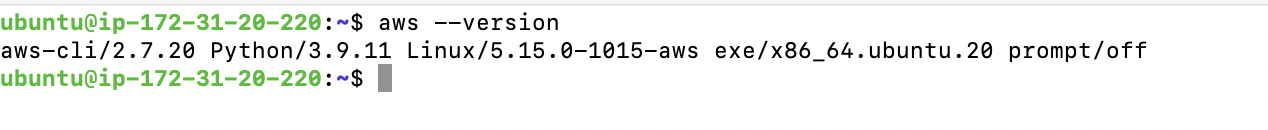 ubuntu@ip-172-31-20-220:~$ aws --version
aws-cli/2.7.20 Python/3.9.11 Linux/5.15.0-1015-aws exe/x86_64.ubuntu.20 prompt/off
ubuntu@ip-172-31-20-220:~$